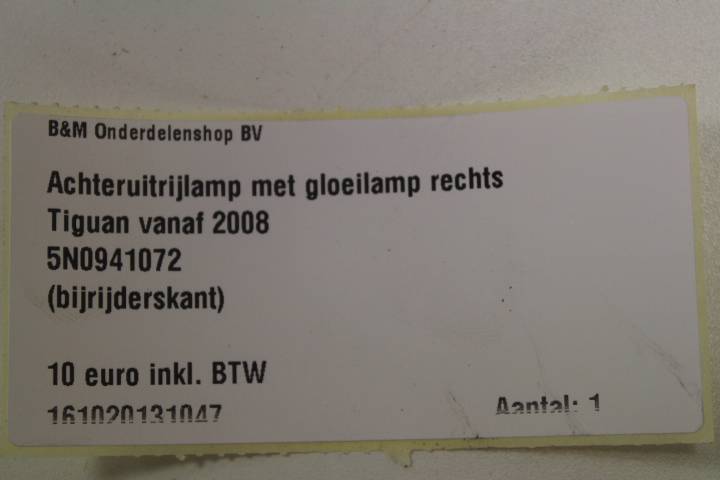 B&M Onderdelenshop BV
Achteruitrijlamp met gloeilamp rechts
Tiguan vanaf 2008
5N0941072
(bijrijderskant)
10 euro inkl. BTW
161020131047
Aantal: 1